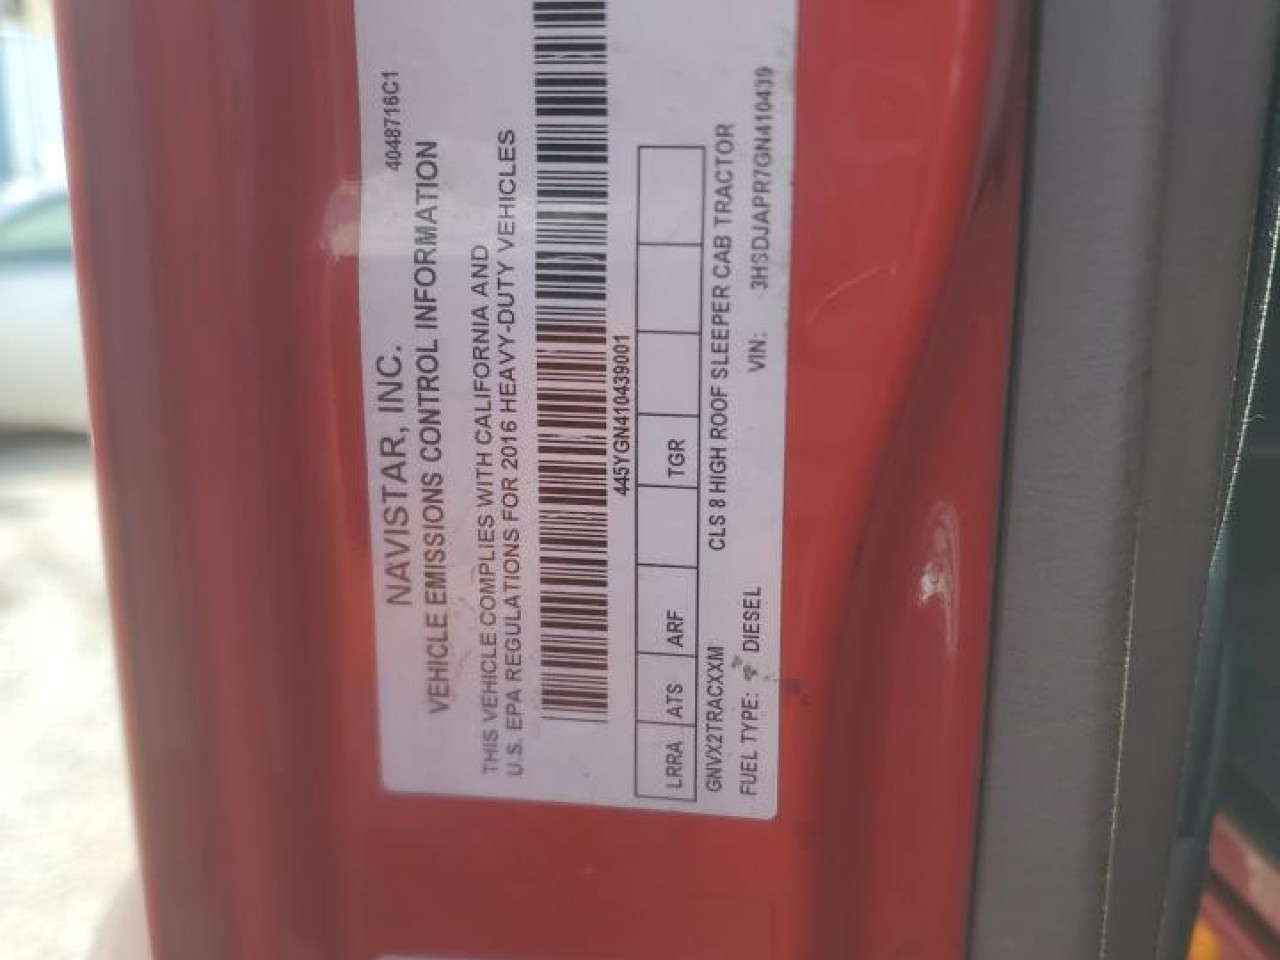 4048716C1
NAVISTAR, INC.
VEHICLE EMISSIONS CONTROL INFORMATION
THIS VEHICLE COMPLIES WITH CALIFORNIA AND
U.S. EPA REGULATIONS FOR 2016 HEAVY-DUTY VEHICLES
445YGN410439001
LRRA ATS ARF TGR
GNVX2TRACXXM CLS 8 HIGH ROOF SLEEPER CAB TRACTOR
FUEL TYPE: DIESEL VIN: 3HSDJAPR7GN410439